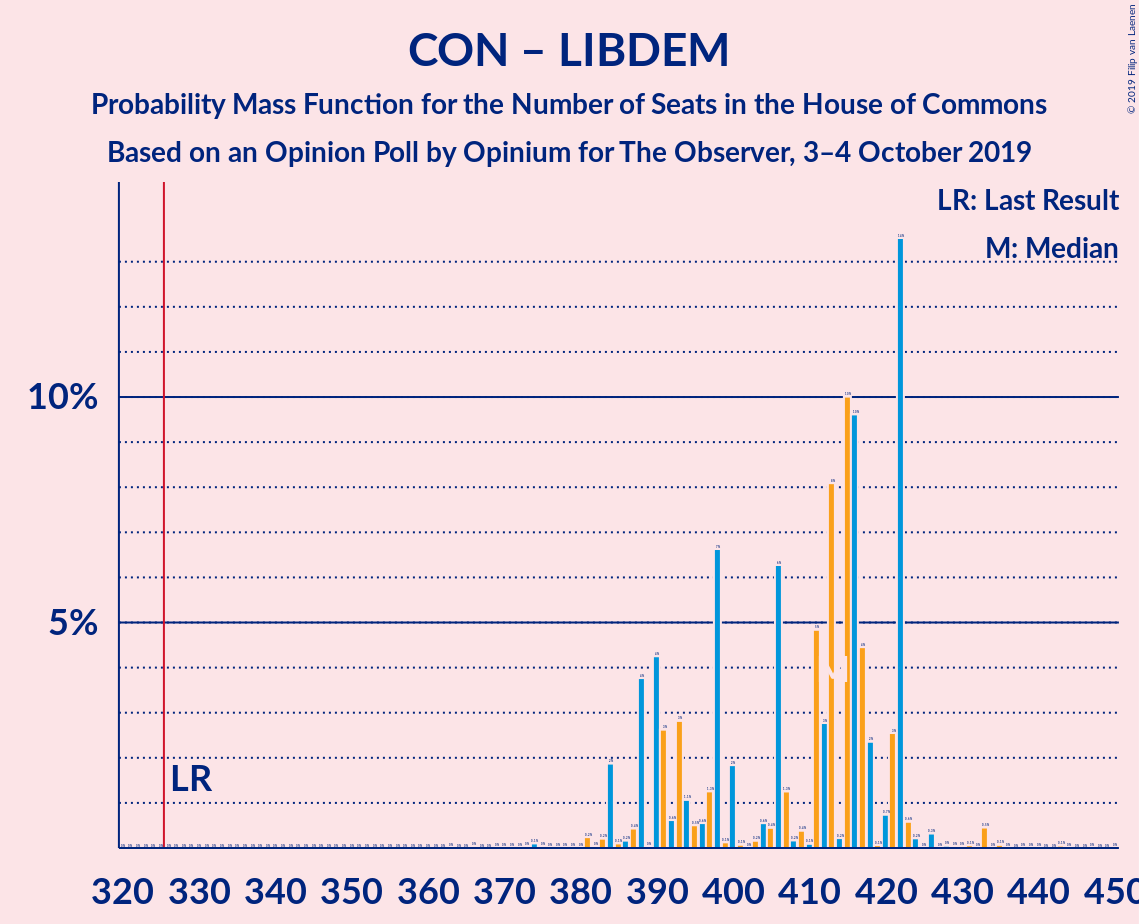 CON – LIBDEM
Probability Mass Function for the Number of Seats in the House of Commons
Based on an Opinion Poll by Opinium for The Observer, 3–4 October 2019
© 2019 Filip van Laenen
LR: Last Result
M: Median
10%
5%
LR
M
320 330 340 350 360 370 380 390 400 410 420 430 440 450